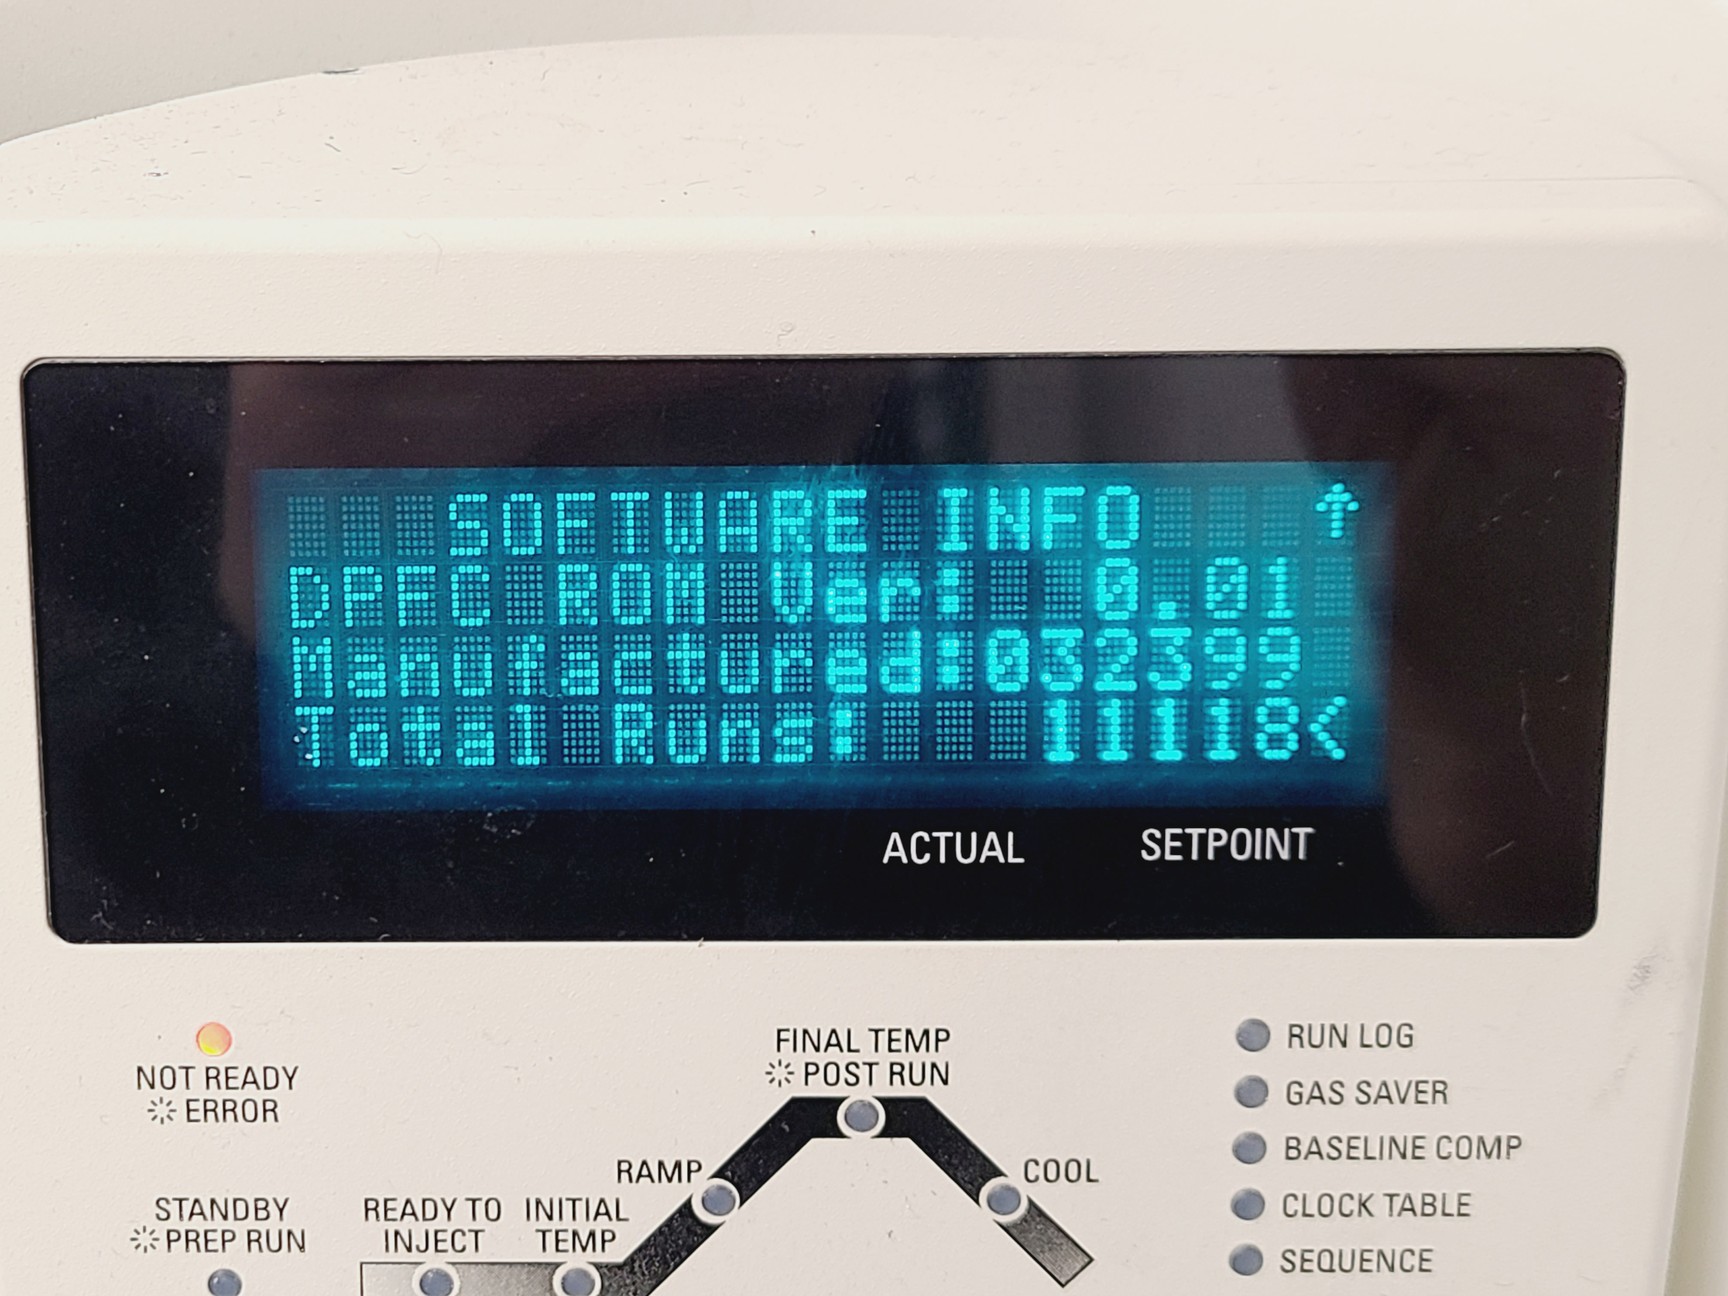 SOFTWARE INFO ↑
DPFC ROM Ver: 0.01
Manufactured:032399
Total Runs: 11118<
ACTUAL SETPOINT
NOT READY
ERROR
FINAL TEMP
POST RUN
RAMP
COOL
STANDBY
PREP RUN
READY TO
INJECT
INITIAL
TEMP
RUN LOG
GAS SAVER
BASELINE COMP
CLOCK TABLE
SEQUENCE